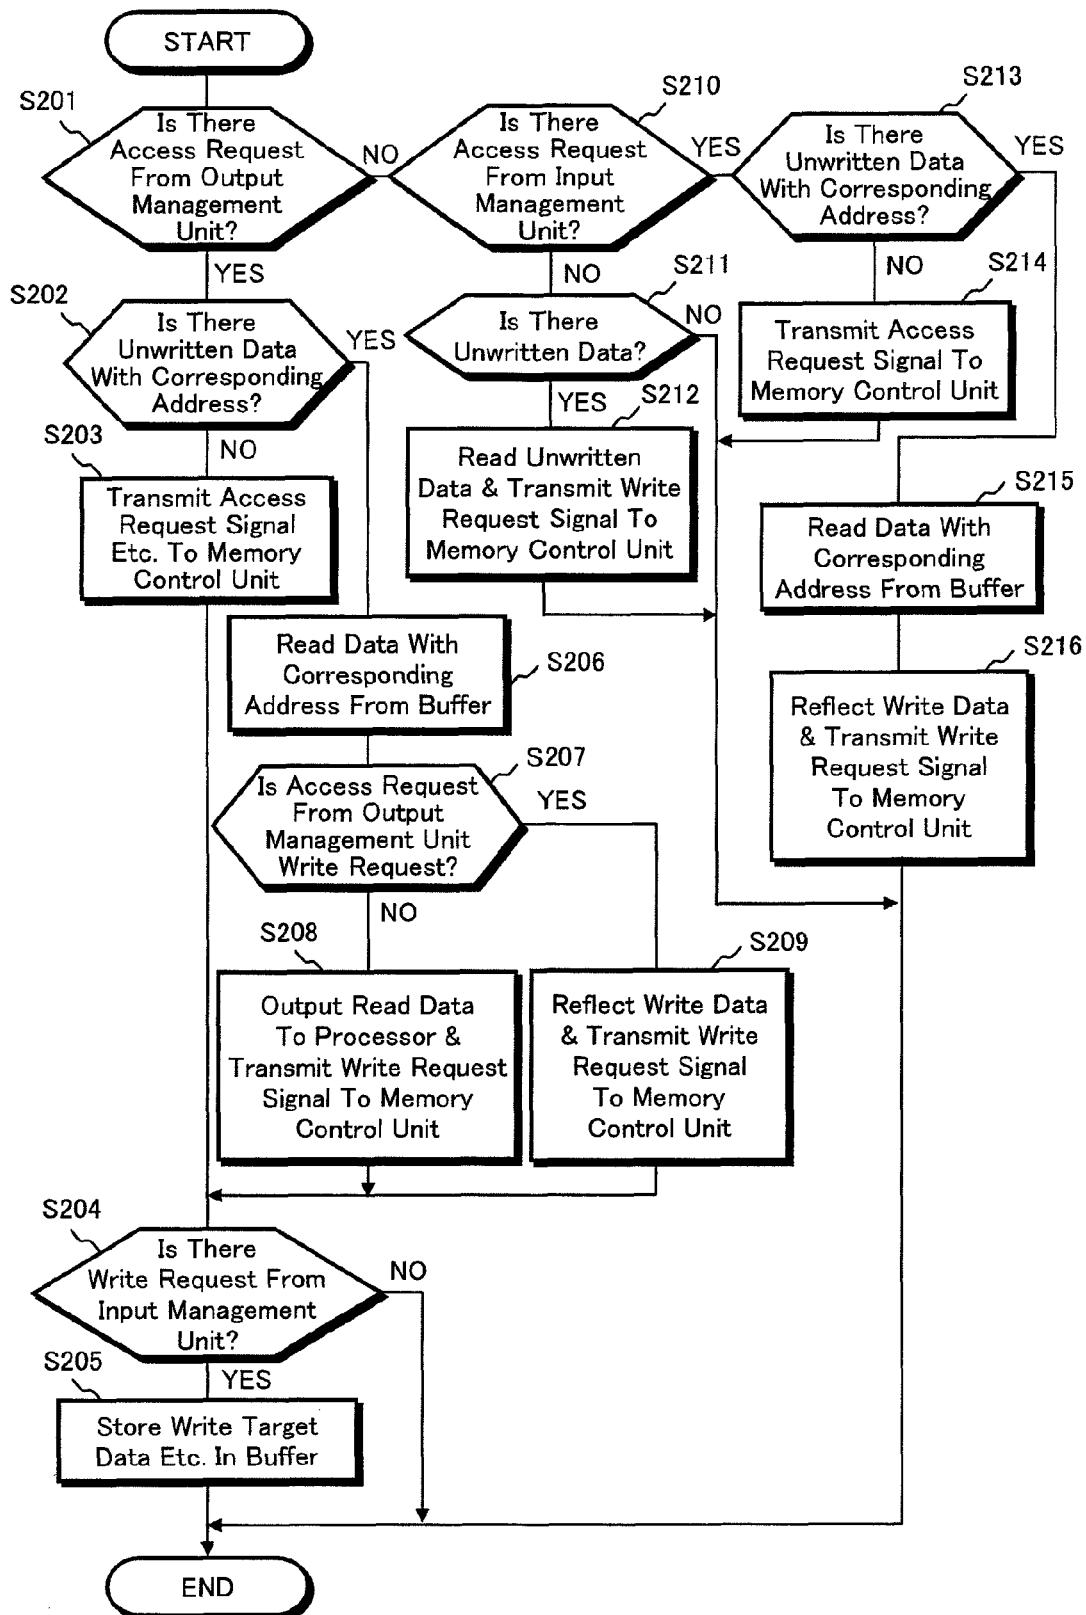 START
S201
Is There
Access Request
From Output
Management
Unit?
NO
YES
S210
Is There
Access Request
From Input
Management
Unit?
YES
NO
S213
Is There
Unwritten Data
With Corresponding
Address?
YES
NO
S202
Is There
Unwritten Data
With Corresponding
Address?
YES
NO
S211
Is There
Unwritten Data?
NO
YES
S214
Transmit Access
Request Signal To
Memory Control Unit
S203
Transmit Access
Request Signal
Etc. To Memory
Control Unit
S212
Read Unwritten
Data & Transmit Write
Request Signal To
Memory Control Unit
S215
Read Data With
Corresponding
Address From Buffer
S206
Read Data With
Corresponding
Address From Buffer
S216
Reflect Write Data
& Transmit Write
Request Signal
To Memory
Control Unit
S207
Is Access Request
From Output
Management Unit
Write Request?
YES
NO
S208
Output Read Data
To Processor &
Transmit Write Request
Signal To Memory
Control Unit
S209
Reflect Write Data
& Transmit Write
Request Signal
To Memory
Control Unit
S204
Is There
Write Request From
Input Management
Unit?
NO
YES
S205
Store Write Target
Data Etc. In Buffer
END